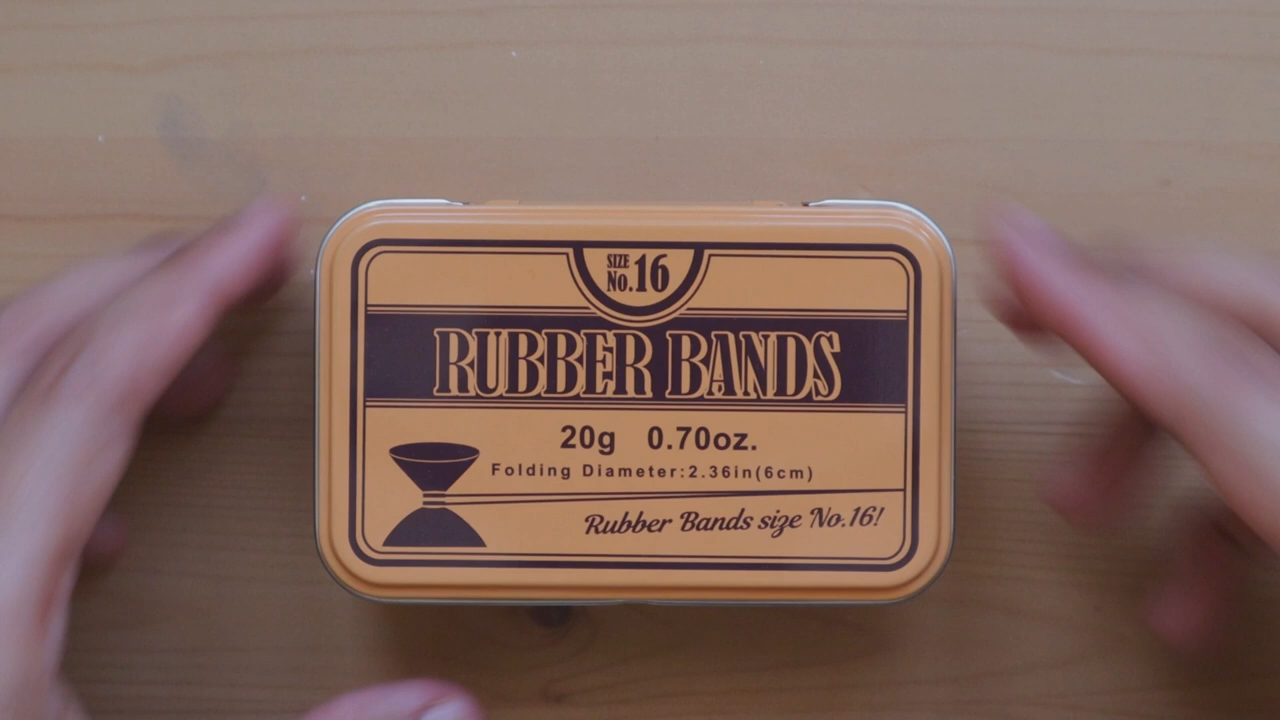 SIZE
No.16
RUBBER BANDS
20g 0.70oz.
Folding Diameter:2.36in(6cm)
Rubber Bands size No.16!